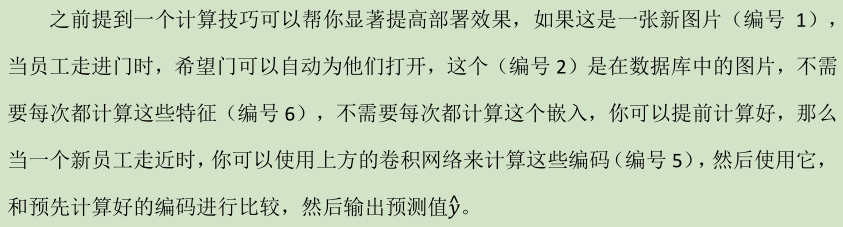 之前提到一个计算技巧可以帮你显著提高部署效果，如果这是一张新图片（编号 1），
当员工走进门时，希望门可以自动为他们打开，这个（编号 2）是在数据库中的图片，不需
要每次都计算这些特征（编号 6），不需要每次都计算这个嵌入，你可以提前计算好，那么
当一个新员工走近时，你可以使用上方的卷积网络来计算这些编码（编号 5），然后使用它，
和预先计算好的编码进行比较，然后输出预测值ŷ。